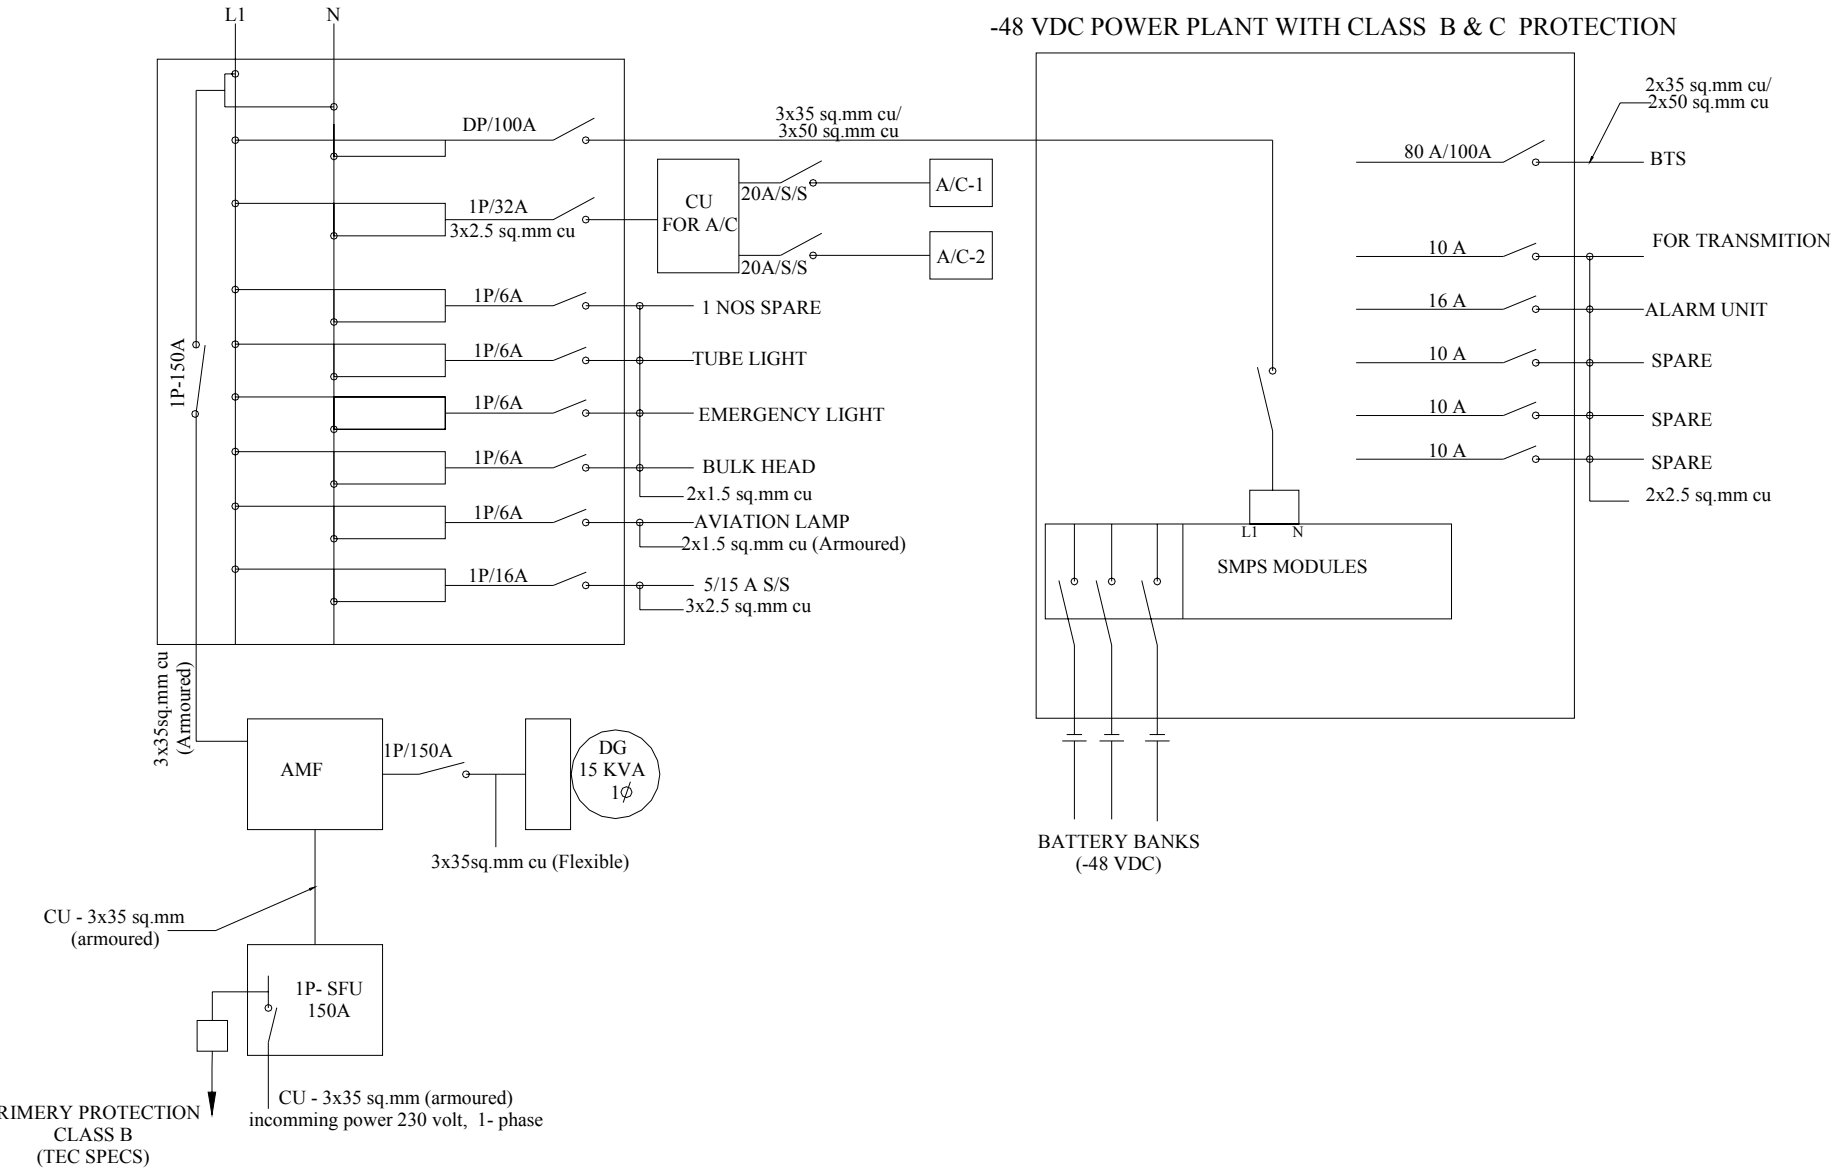 L1
N
-48 VDC POWER PLANT WITH CLASS B & C PROTECTION
DP/100A
3x35 sq.mm cu/
3x50 sq.mm cu
2x35 sq.mm cu/
2x50 sq.mm cu
80 A/100A
BTS
1P/32A
3x2.5 sq.mm cu
CU
FOR A/C
20A/S/S
A/C-1
20A/S/S
A/C-2
10 A
FOR TRANSMITION
16 A
ALARM UNIT
10 A
SPARE
10 A
SPARE
10 A
SPARE
2x2.5 sq.mm cu
1P/6A
1 NOS SPARE
1P/6A
TUBE LIGHT
1P-150A
1P/6A
EMERGENCY LIGHT
1P/6A
BULK HEAD
2x1.5 sq.mm cu
1P/6A
AVIATION LAMP
2x1.5 sq.mm cu (Armoured)
1P/16A
5/15 A S/S
3x2.5 sq.mm cu
L1
N
SMPS MODULES
BATTERY BANKS
(-48 VDC)
3x35sq.mm cu
(Armoured)
AMF
1P/150A
DG
15 KVA
1ϕ
3x35sq.mm cu (Flexible)
CU - 3x35 sq.mm
(armoured)
1P- SFU
150A
CU - 3x35 sq.mm (armoured)
incomming power 230 volt, 1- phase
RIMERY PROTECTION
CLASS B
(TEC SPECS)